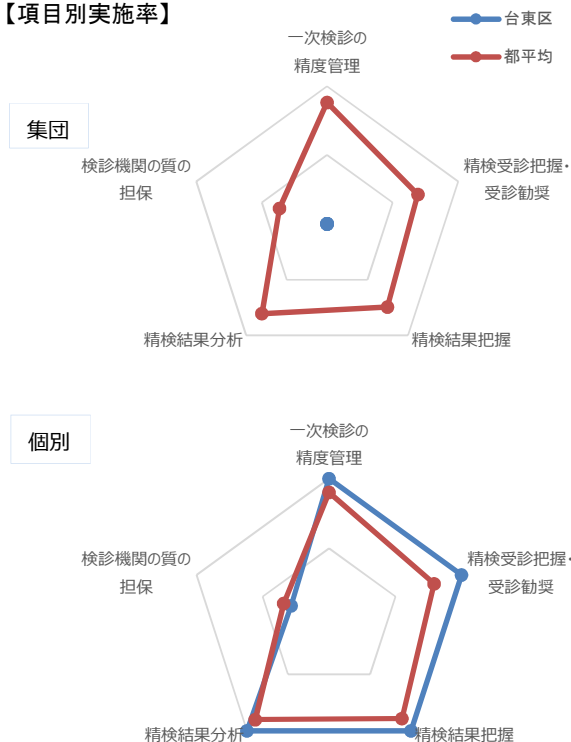 【項目別実施率】
台東区
都平均
集団
一次検診の
精度管理
精検受診把握・
受診勧奨
精検結果把握
精検結果分析
検診機関の質の
担保
個別
一次検診の
精度管理
精検受診把握・
受診勧奨
精検結果把握
精検結果分析
検診機関の質の
担保